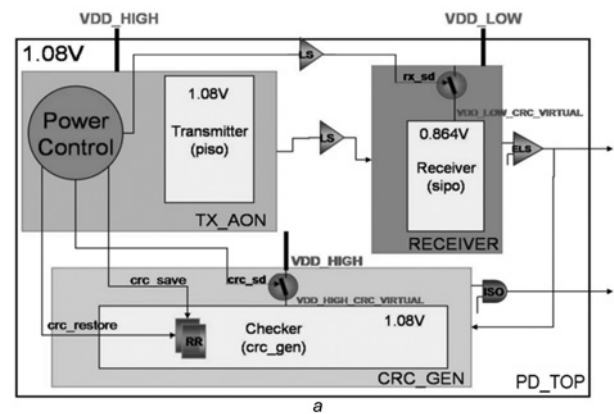 VDD_HIGH
VDD_LOW
1.08V
LS
rx_sd
Power
Control
1.08V
Transmitter
(piso)
TX_AON
LS
VDD_LOW_CRC_VIRTUAL
0.864V
Receiver
(sipo)
RECEIVER
ELS
VDD_HIGH
crc_save
crc_sd
VDD_HIGH_CRC_VIRTUAL
ISO
crc_restore
RR
Checker
(crc_gen)
1.08V
CRC_GEN
PD_TOP
a